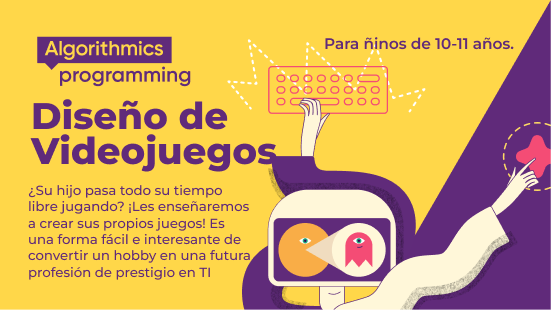 Algorithmics
programming
Para ñinos de 10-11 años.
Diseño de
Videojuegos
¿Su hijo pasa todo su tiempo
libre jugando? ¡Les enseñaremos
a crear sus propios juegos! Es
una forma fácil e interesante de
convertir un hobby en una futura
profesión de prestigio en TI